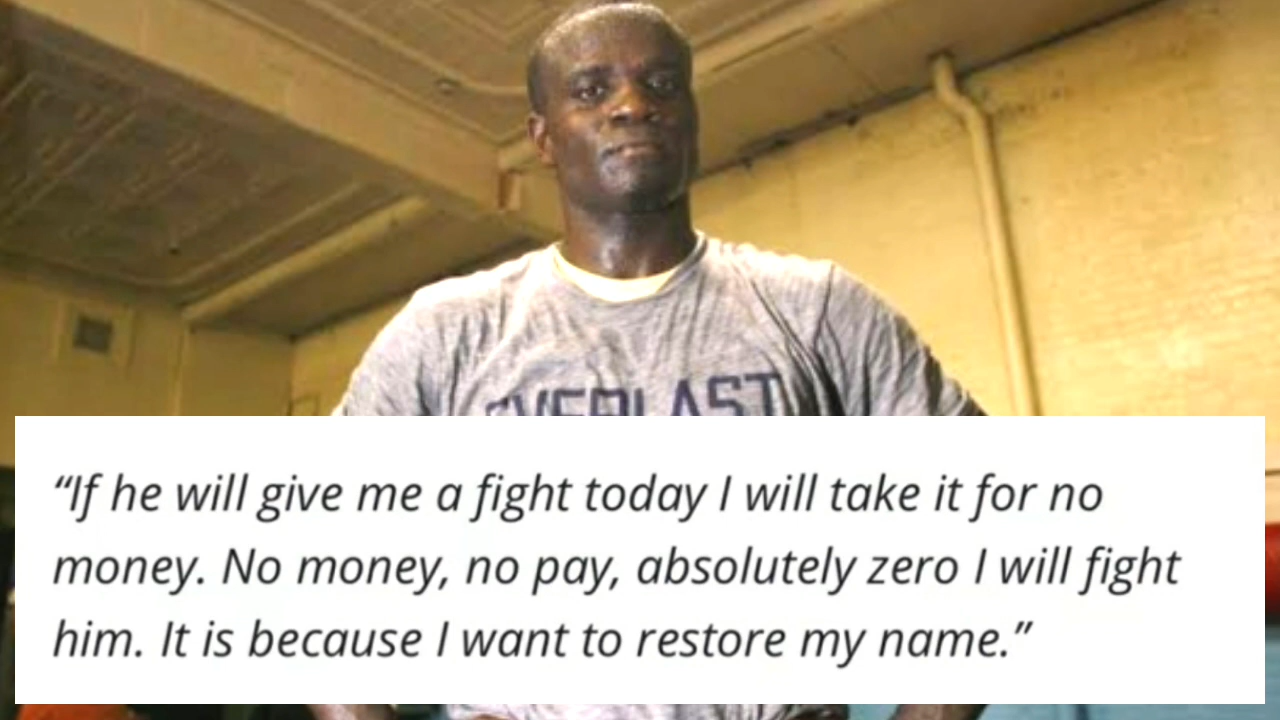 EVERLAST
“If he will give me a fight today I will take it for no
money. No money, no pay, absolutely zero I will fight
him. It is because I want to restore my name.”